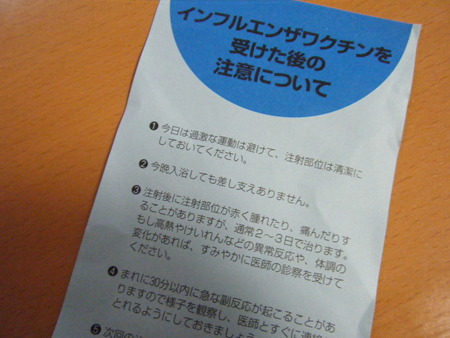 インフルエンザワクチンを
受けた後の
注意について
❶ 今日は過激な運動は避けて、注射部位は清潔に
しておいてください。
❷ 今晩入浴しても差し支えありません。
❸ 注射後に注射部位が赤く腫れたり、痛んだりす
ることがありますが、通常2〜3日で治ります。
もし高熱やけいれんなどの異常反応や、体調の
変化があれば、すみやかに医師の診察を受けて
ください。
❹ まれに30分以内に急な副反応が起こることがあ
りますので様子を観察し、医師とすぐに連絡
とれるようにしておきましょう
❺ 次回の